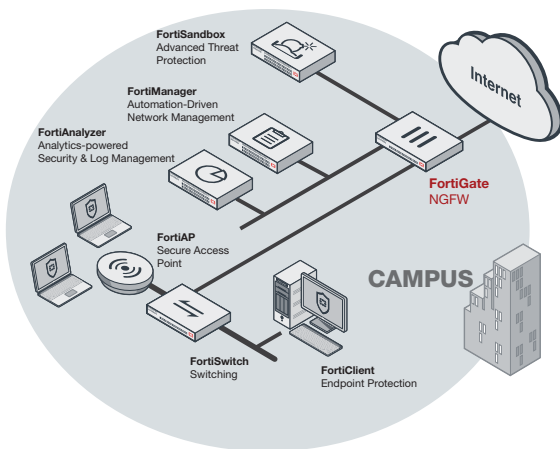 FortiSandbox
Advanced Threat
Protection
FortiManager
Automation-Driven
Network Management
FortiAnalyzer
Analytics-powered
Security & Log Management
Internet
FortiGate
NGFW
FortiAP
Secure Access
Point
CAMPUS
FortiSwitch
Switching
FortiClient
Endpoint Protection